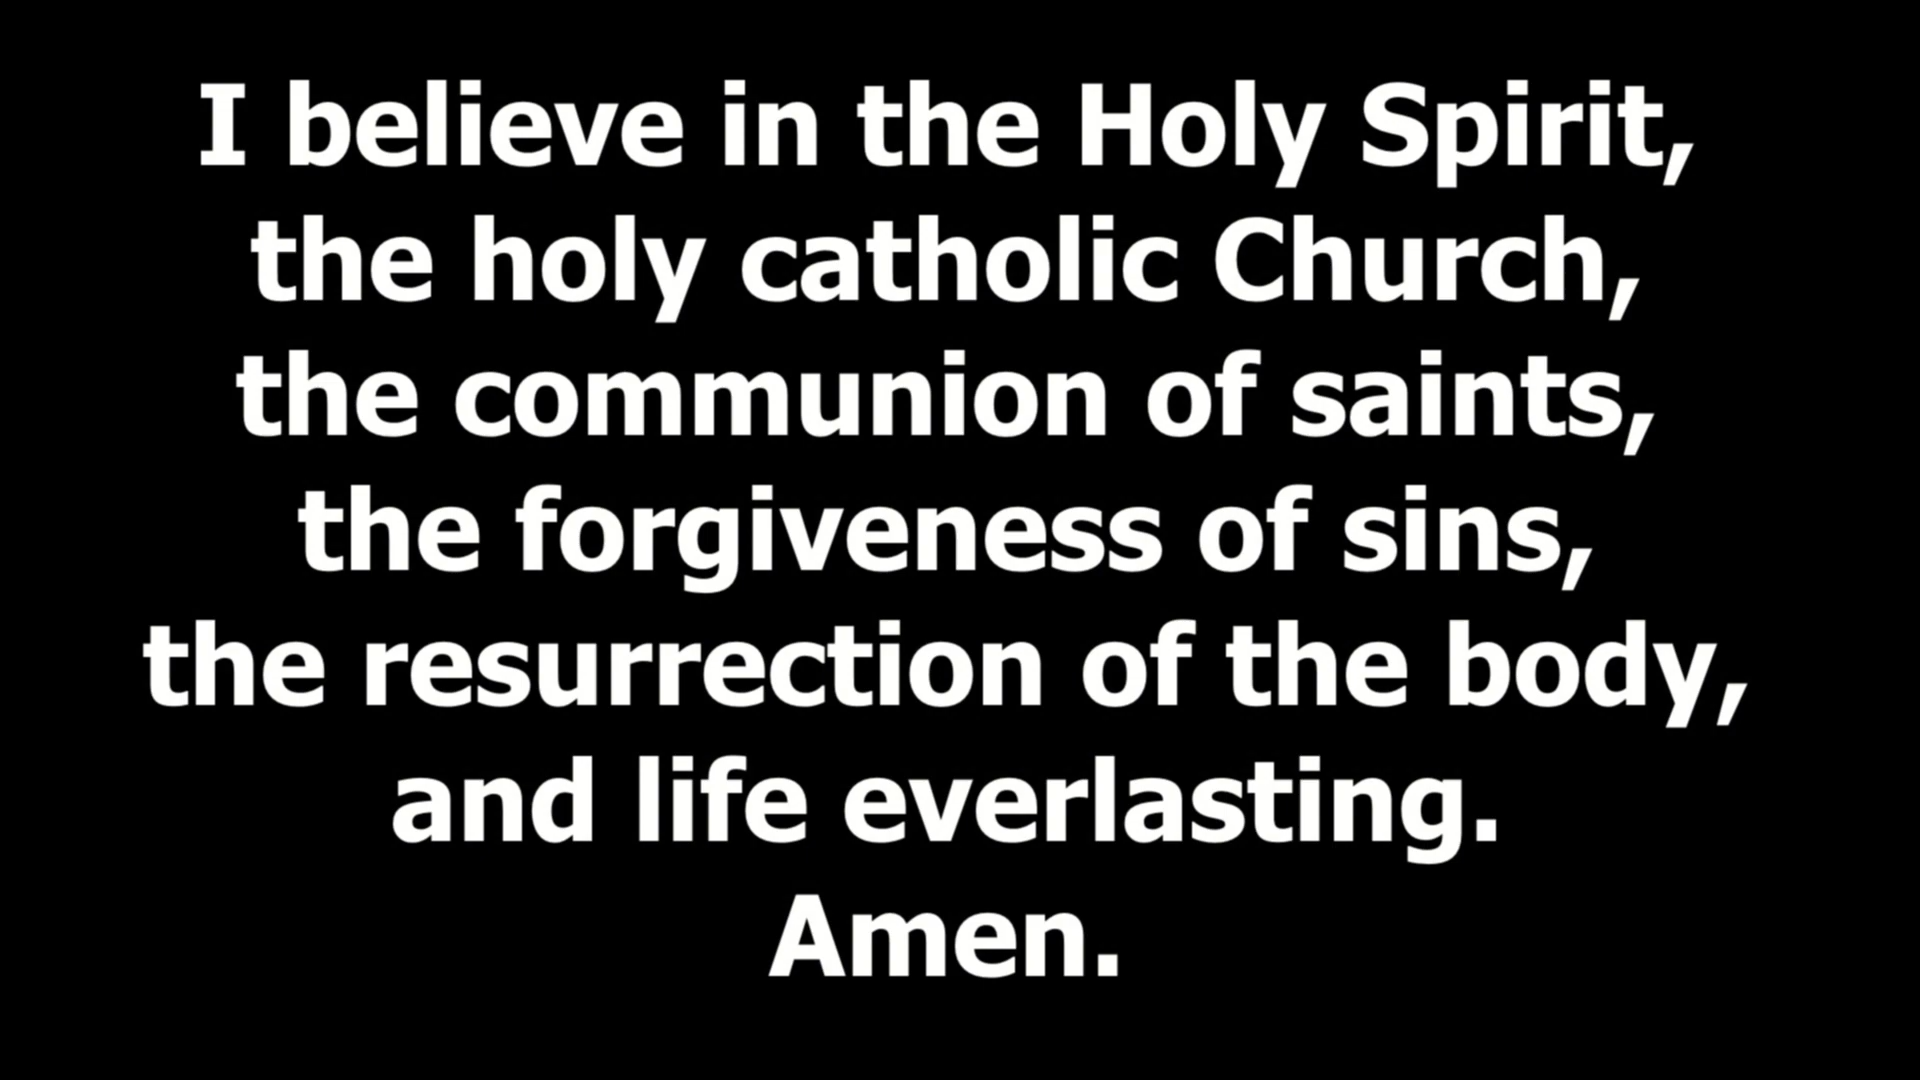 I believe in the Holy Spirit,
the holy catholic Church,
the communion of saints,
the forgiveness of sins,
the resurrection of the body,
and life everlasting.
Amen.